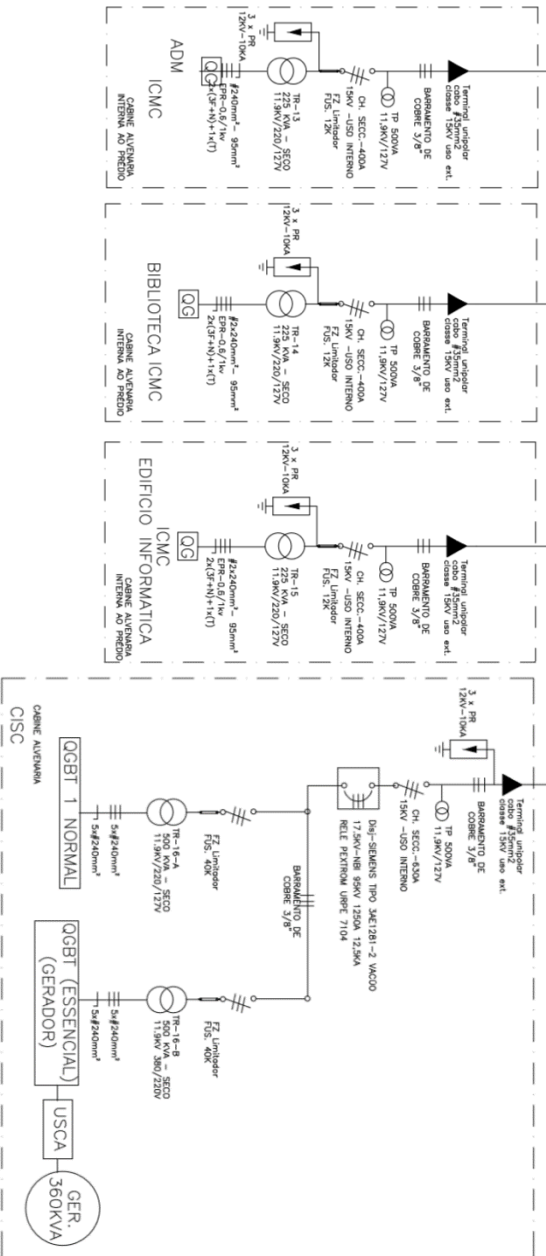 Terminal unipolar
cabo #35mm2
classe 15KV uso ext.
BARRAMENTO DE
COBRE 3/8"
TP 500VA
11,9KV/127V
CH. SECC.-400A
15KV -USO INTERNO
FZ Limitador
FUS. 12K
3 x PR
12KV-10KA
TR-13
225 KVA - SECO
11.9KV/220/127V
#240mm²- 95mm²
EPR-0,6/1kv
2x(3F+N)+1x(T)
QG
ADM
ICMC
CABINE ALVENARIA
INTERNA AO PRÉDIO
Terminal unipolar
cabo #35mm2
classe 15KV uso ext.
BARRAMENTO DE
COBRE 3/8"
TP 500VA
11,9KV/127V
CH. SECC.-400A
15KV -USO INTERNO
FZ Limitador
FUS. 12K
3 x PR
12KV-10KA
TR-14
225 KVA - SECO
11.9KV/220/127V
#2x240mm²- 95mm²
EPR-0,6/1kv
2x(3F+N)+1x(T)
QG
BIBLIOTECA ICMC
CABINE ALVENARIA
INTERNA AO PRÉDIO
Terminal unipolar
cabo #35mm2
classe 15KV uso ext.
BARRAMENTO DE
COBRE 3/8"
TP 500VA
11,9KV/127V
CH. SECC.-400A
15KV -USO INTERNO
FZ Limitador
FUS. 12K
3 x PR
12KV-10KA
TR-15
225 KVA - SECO
11.9KV/220/127V
#2x240mm²- 95mm²
EPR-0,6/1kv
2x(3F+N)+1x(T)
QG
EDIFICIO INFORMATICA
ICMC
CABINE ALVENARIA
INTERNA AO PRÉDIO
Terminal unipolar
cabo #35mm2
classe 15KV uso ext.
BARRAMENTO DE
COBRE 3/8"
3 x PR
12KV-10KA
TP 500VA
11,9KV/127V
CH. SECC.-630A
15KV -USO INTERNO
Disj-SIEMENS TIPO 3AE1281-2 VACUO
17,5KV-NBI 95KV 1250A 12,5KA
RELE PEXTROM URPE 7104
BARRAMENTO DE
COBRE 3/8"
FZ Limitador
FUS. 40K
TR-16-A
500 KVA - SECO
11,9KV/220/127V
5x#240mm²
5x#240mm²
QGBT 1 NORMAL
FZ Limitador
FUS. 40K
TR-16-B
500 KVA - SECO
11,9KV 380/220V
5x#240mm²
5x#240mm²
QGBT (ESSENCIAL)
(GERADOR)
USCA
GER.
360KVA
CABINE ALVENARIA
CISC